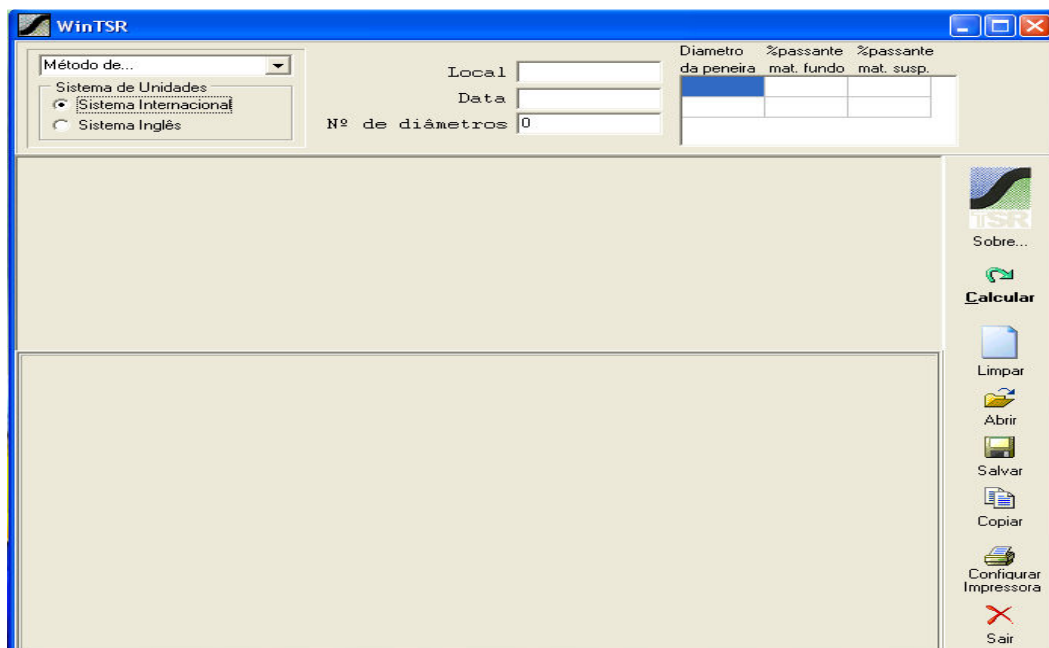 WinTSR
Método de...
Sistema de Unidades
Sistema Internacional
Sistema Inglês
Local
Data
Nº de diâmetros 0
Diametro %passante %passante
da peneira mat. fundo mat. susp.
TSR
Sobre...
Calcular
Limpar
Abrir
Salvar
Copiar
Configurar
Impressora
Sair